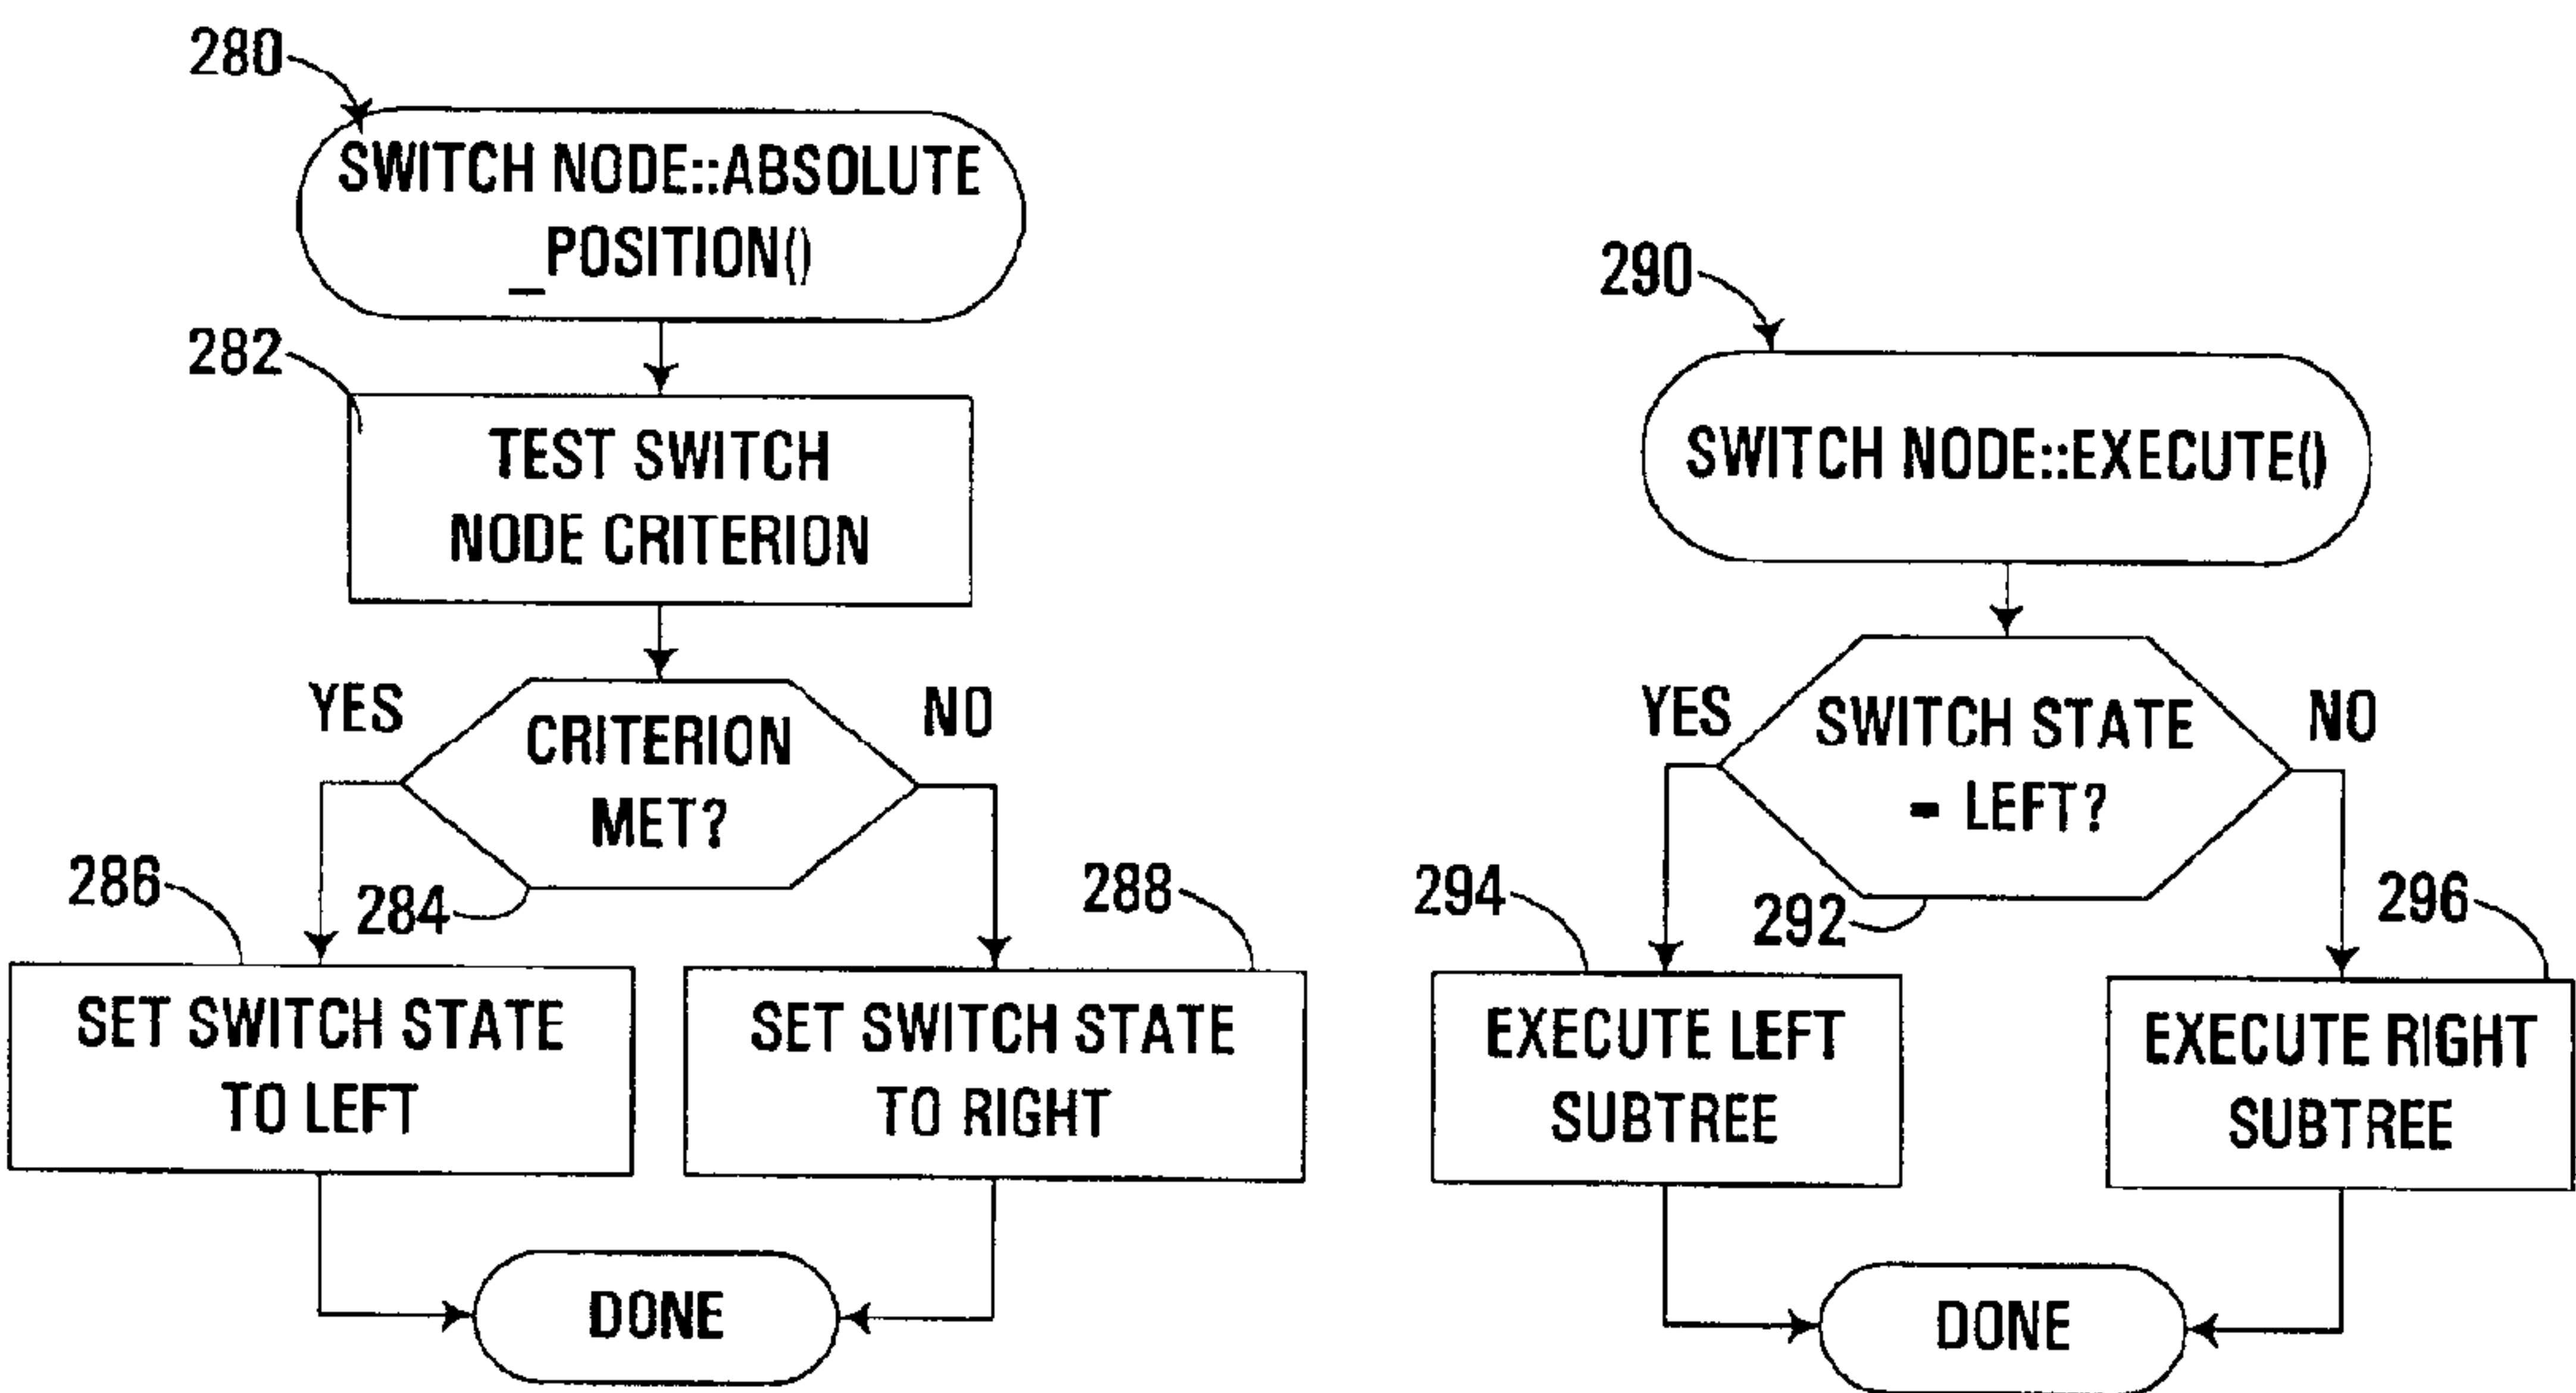 280
SWITCH NODE::ABSOLUTE
_POSITION()
282
TEST SWITCH
NODE CRITERION
YES
NO
CRITERION
MET?
284
286
SET SWITCH STATE
TO LEFT
288
SET SWITCH STATE
TO RIGHT
DONE
290
SWITCH NODE::EXECUTE()
YES
NO
SWITCH STATE
= LEFT?
292
294
EXECUTE LEFT
SUBTREE
296
EXECUTE RIGHT
SUBTREE
DONE